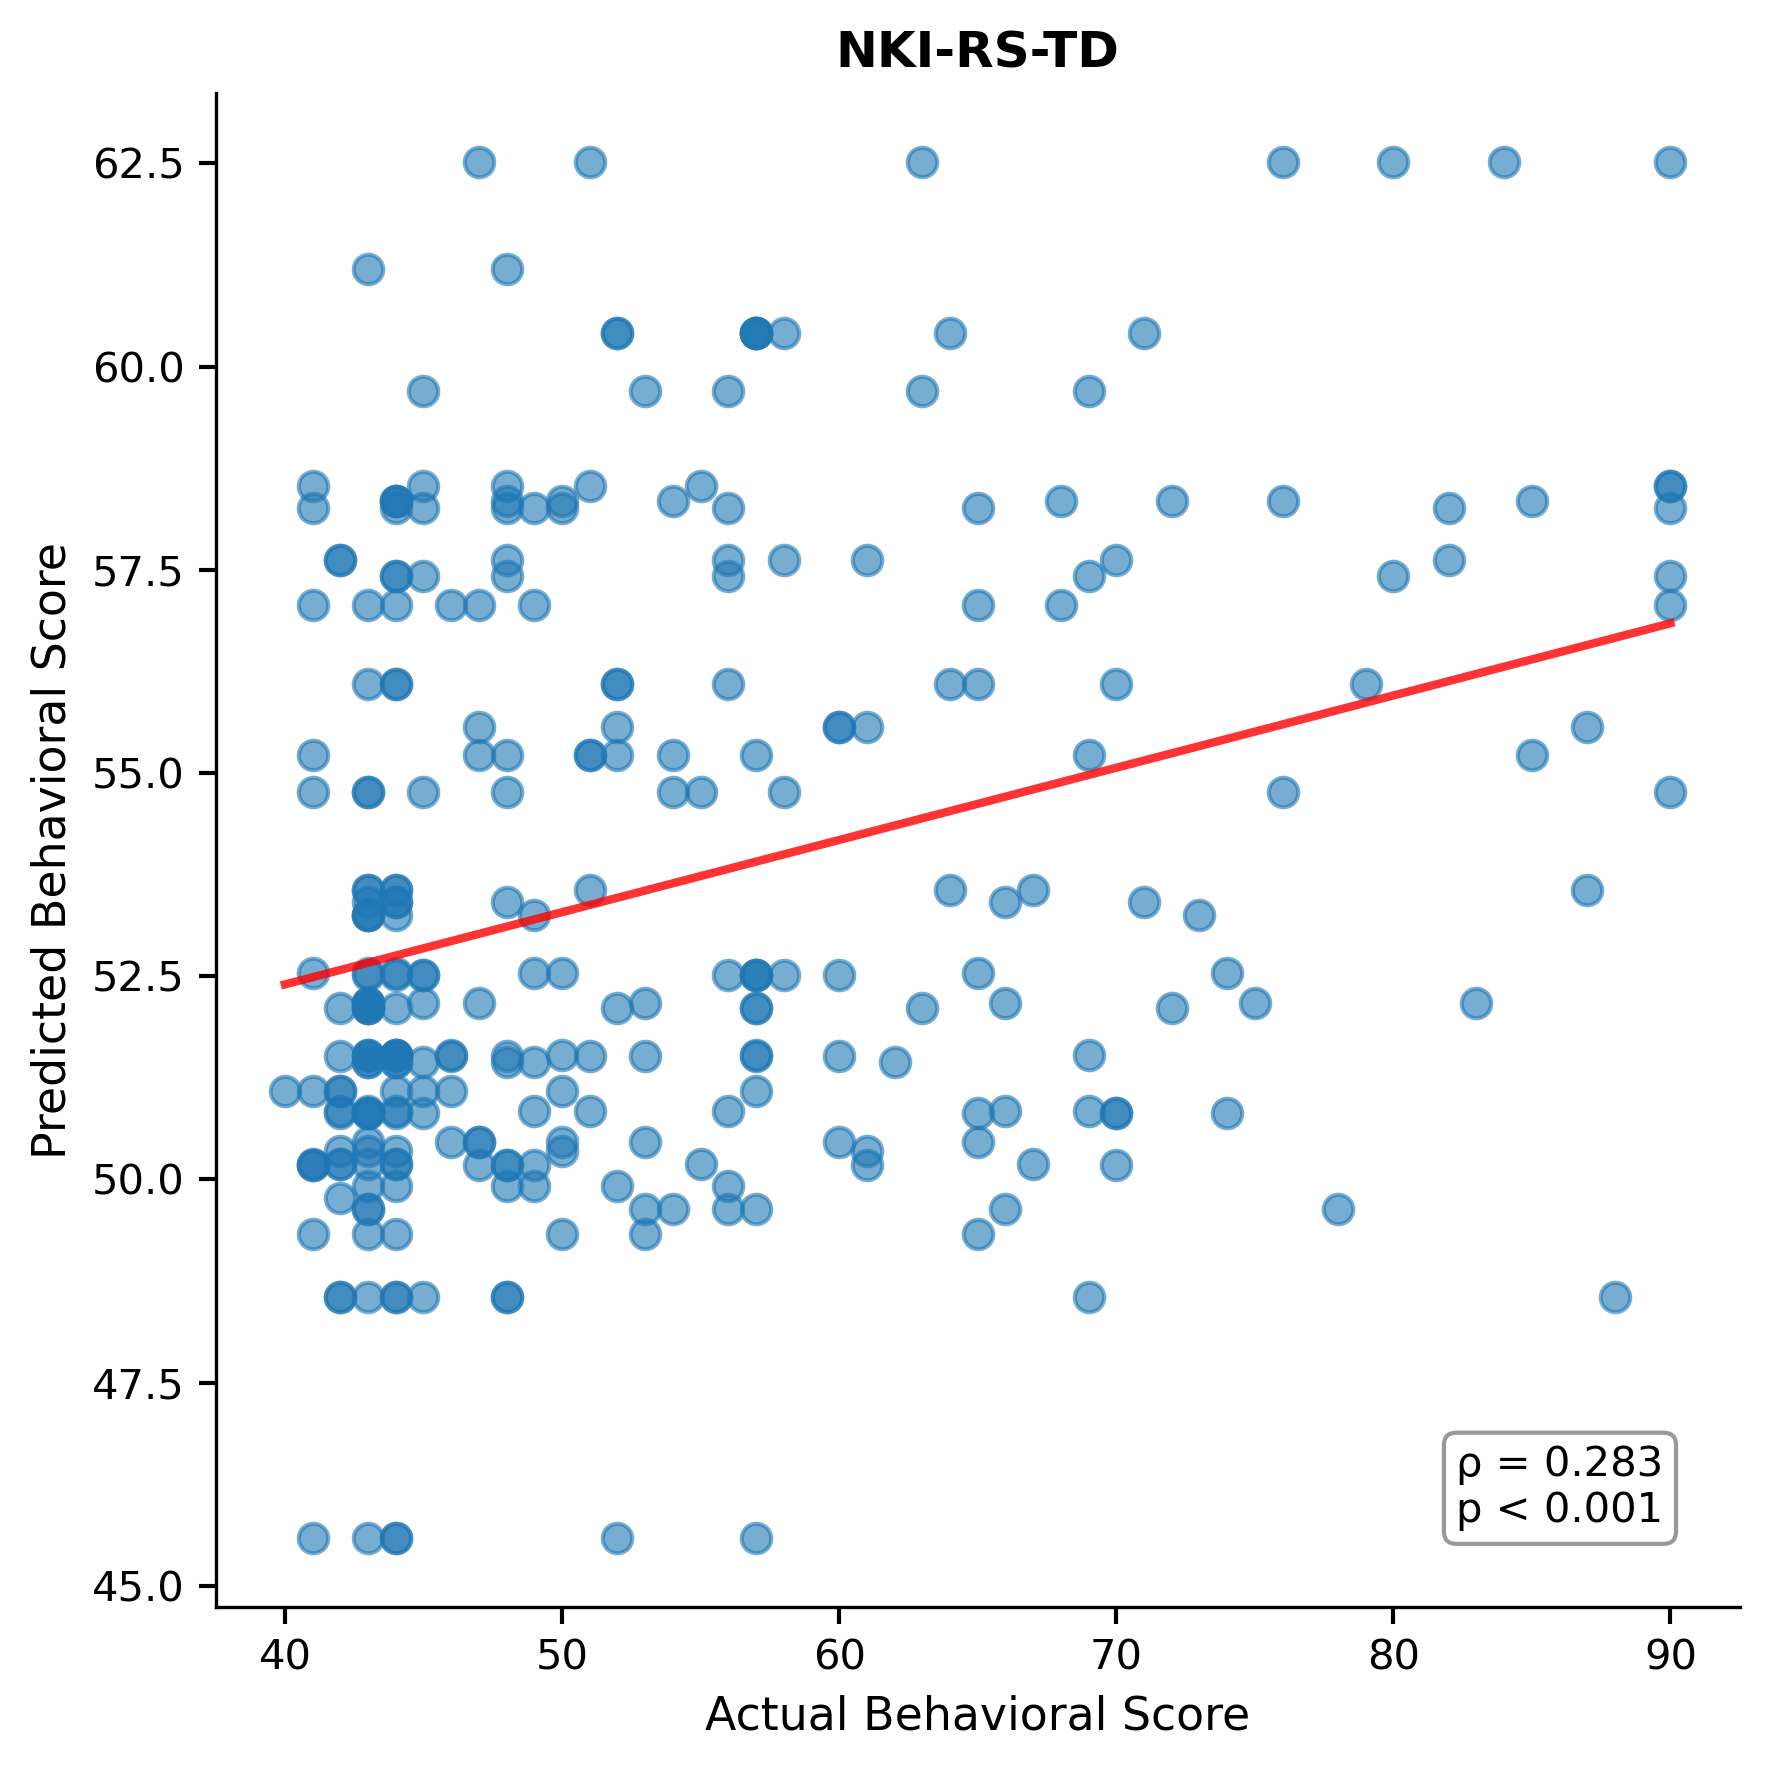 NKI-RS-TD
Predicted Behavioral Score
62.5
60.0
57.5
55.0
52.5
50.0
47.5
45.0
ρ = 0.283
p < 0.001
40 50 60 70 80 90
Actual Behavioral Score